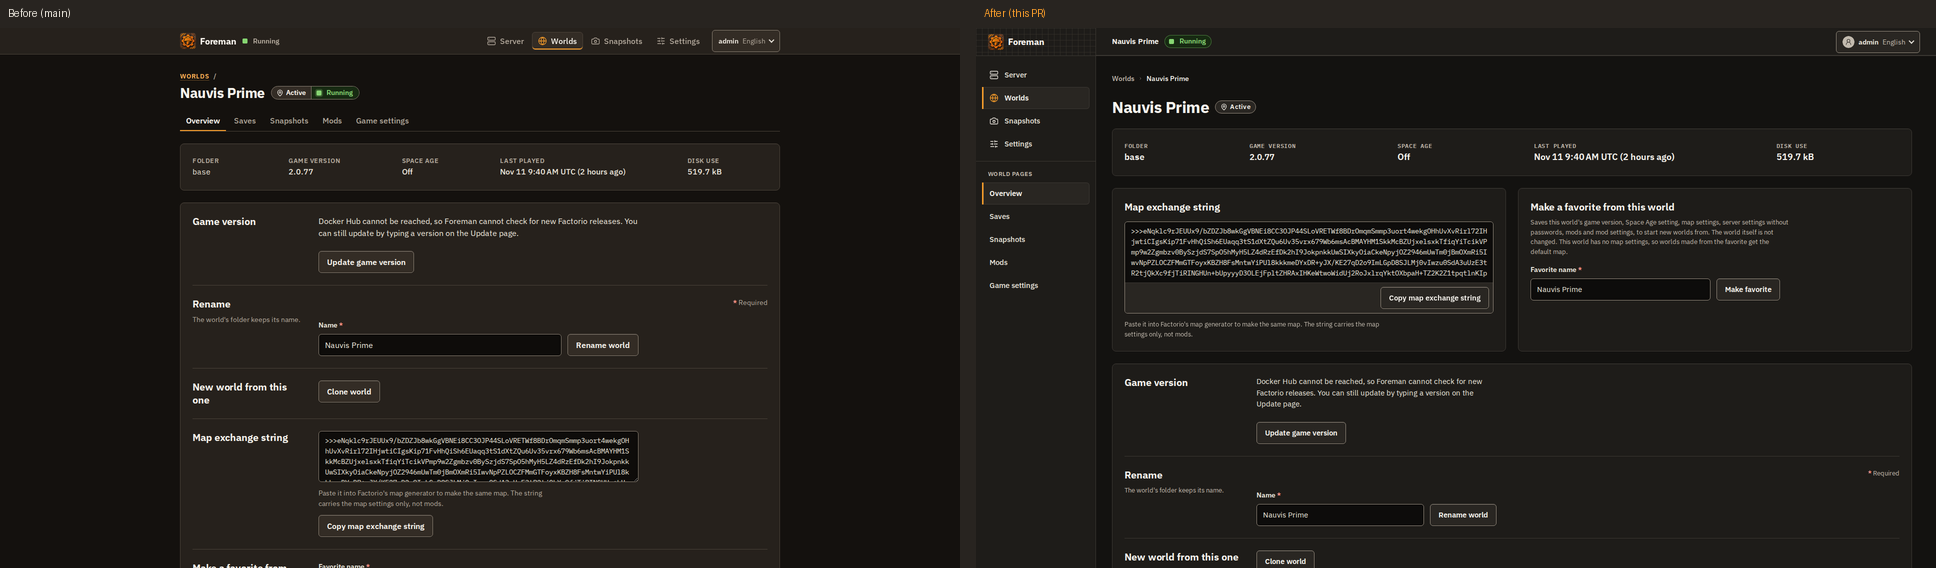 Before (main)
Foreman Running
Server Worlds Snapshots Settings admin English
WORLDS /
Nauvis Prime Active Running
Overview Saves Snapshots Mods Game settings
FOLDER GAME VERSION SPACE AGE LAST PLAYED DISK USE
base 2.0.77 Off Nov 11 9:40 AM UTC (2 hours ago) 519.7 kB
Game version
Docker Hub cannot be reached, so Foreman cannot check for new Factorio releases. You
can still update by typing a version on the Update page.
Update game version
Rename
* Required
The world's folder keeps its name.
Name *
Nauvis Prime
Rename world
New world from this
one
Clone world
Map exchange string
Paste it into Factorio's map generator to make the same map. The string
carries the map settings only, not mods.
Copy map exchange string
Favorite name *
After (this PR)
Foreman
Server
Worlds
Snapshots
Settings
WORLD PAGES
Overview
Saves
Snapshots
Mods
Game settings
Nauvis Prime Running
admin English
Worlds Nauvis Prime
Nauvis Prime Active
FOLDER GAME VERSION SPACE AGE LAST PLAYED DISK USE
base 2.0.77 Off Nov 11 9:40 AM UTC (2 hours ago) 519.7 kB
Map exchange string
Copy map exchange string
Paste it into Factorio's map generator to make the same map. The string carries the map
settings only, not mods.
Make a favorite from this world
Saves this world's game version, Space Age setting, map settings, server settings without
passwords, mods and mod settings, to start new worlds from. The world itself is not
changed. This world has no map settings, so worlds made from the favorite get the
default map.
Favorite name *
Nauvis Prime
Make favorite
Game version
Docker Hub cannot be reached, so Foreman cannot check for new
Factorio releases. You can still update by typing a version on the
Update page.
Update game version
Rename
* Required
The world's folder keeps its name.
Name *
Nauvis Prime
Rename world
New world from this one
Clone world